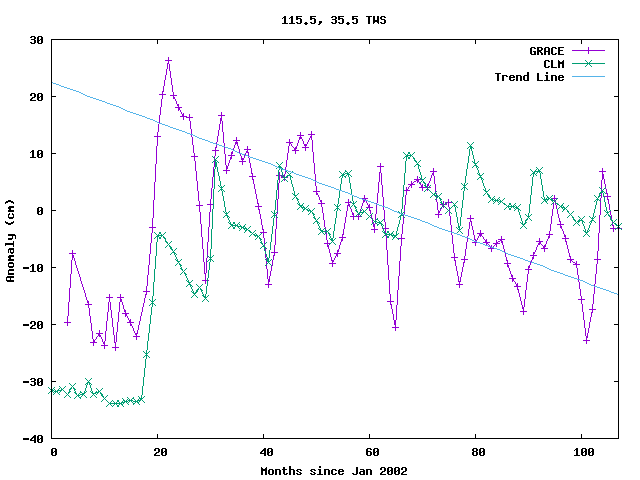 115.5, 35.5 TWS
GRACE
CLM
Trend Line
30
20
10
0
-10
-20
-30
-40
Anomaly (cm)
0 20 40 60 80 100
Months since Jan 2002